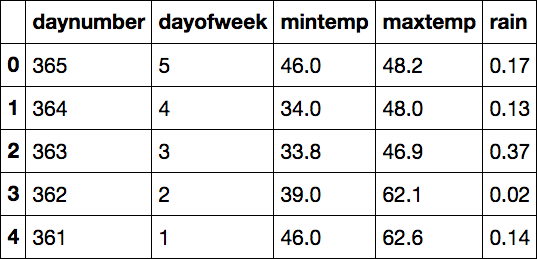 daynumber dayofweek mintemp maxtemp rain
0 365 5 46.0 48.2 0.17
1 364 4 34.0 48.0 0.13
2 363 3 33.8 46.9 0.37
3 362 2 39.0 62.1 0.02
4 361 1 46.0 62.6 0.14